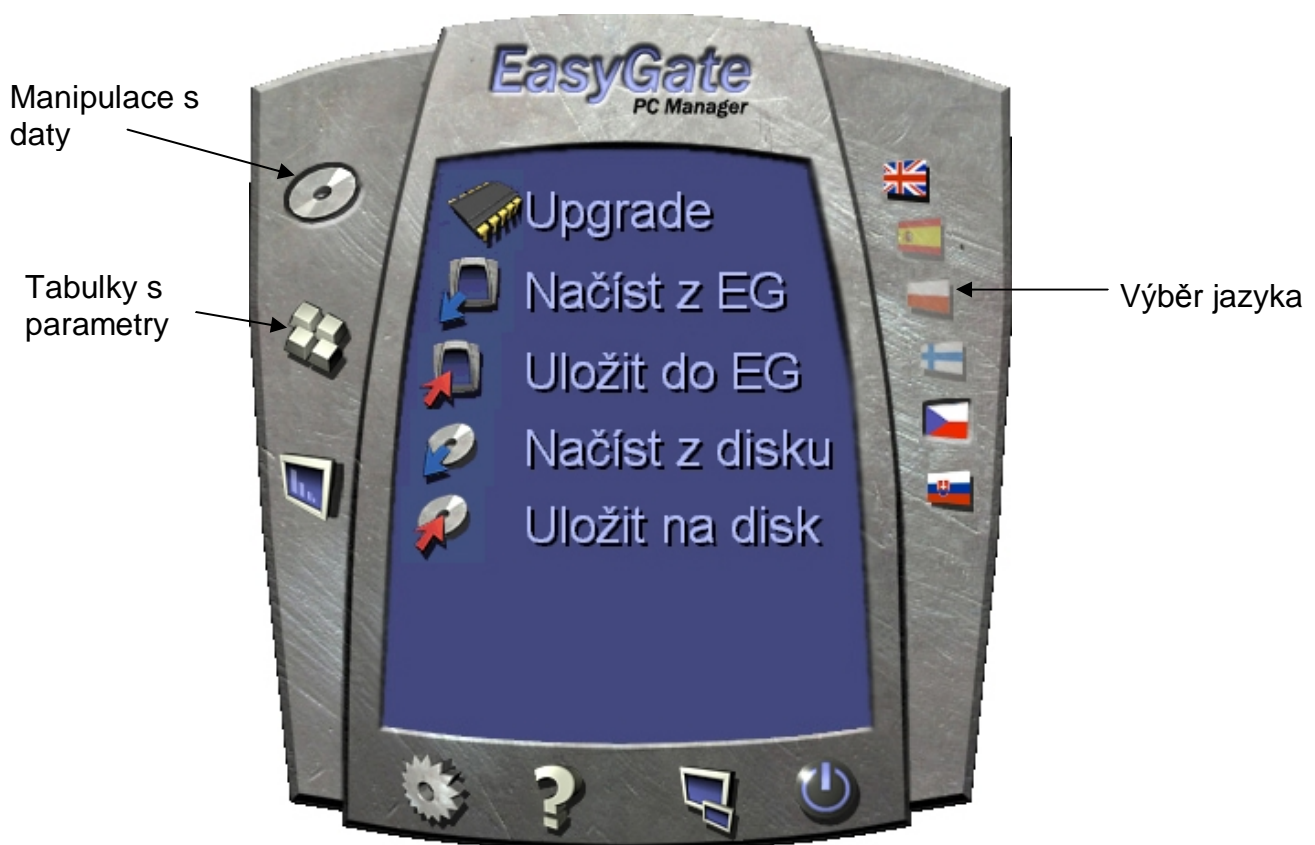 EasyGate
PC Manager
Manipulace s
daty
Tabulky s
parametry
Upgrade
Načíst z EG
Uložit do EG
Načíst z disku
Uložit na disk
Výběr jazyka